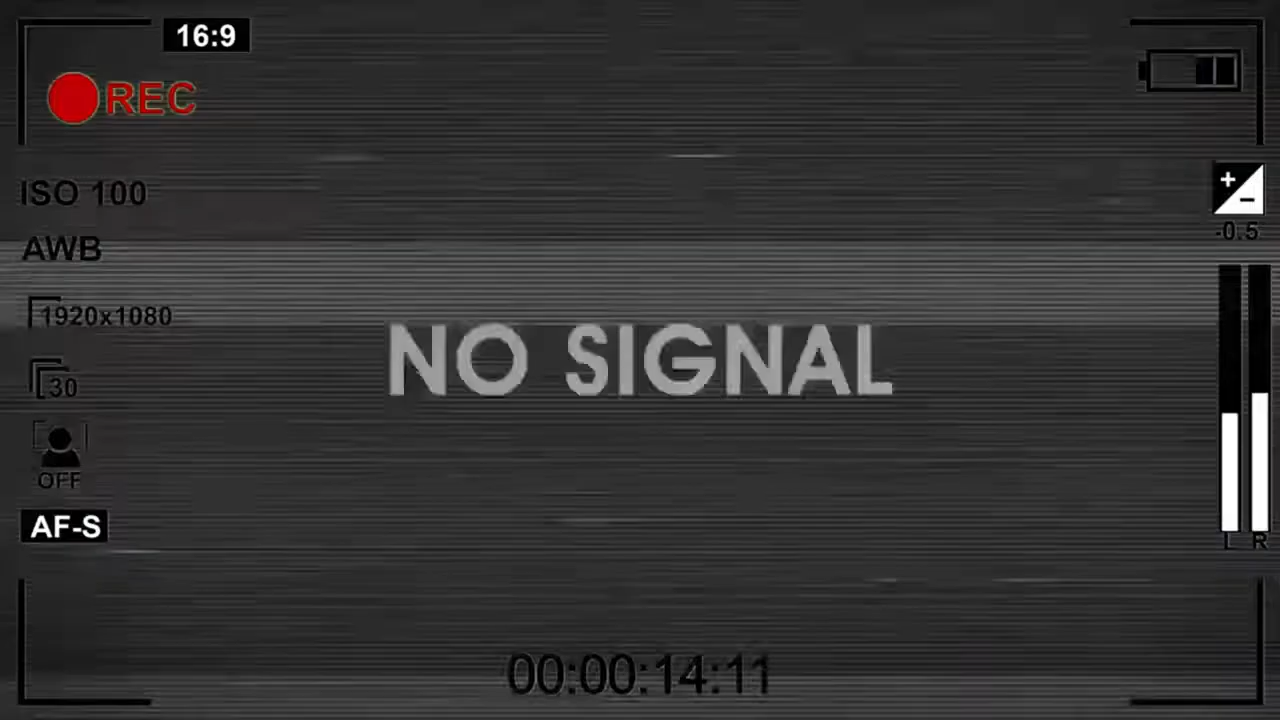 16:9
REC
ISO 100
AWB
-0.5
1920x1080
NO SIGNAL
30
OFF
AF-S
L R
00:00:14:11